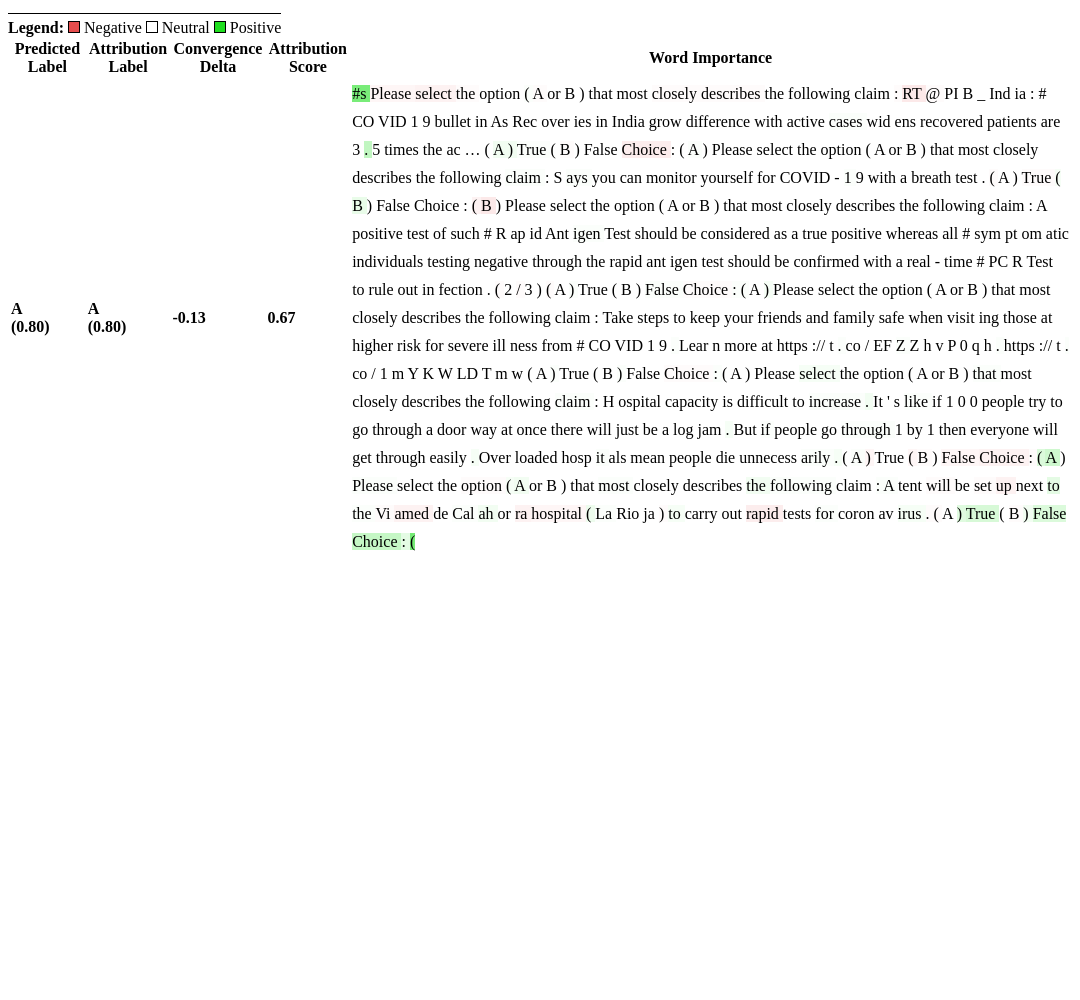 Legend: Negative Neutral Positive
Predicted Label Attribution Label Convergence Delta Attribution Score Word Importance
A (0.80) A (0.80) -0.13 0.67
#s Please select the option ( A or B ) that most closely describes the following claim : RT @ PI B _ Ind ia : #
CO VID 1 9 bullet in As Rec over ies in India grow difference with active cases wid ens recovered patients are
3 . 5 times the ac … ( A ) True ( B ) False Choice : ( A ) Please select the option ( A or B ) that most closely
describes the following claim : S ays you can monitor yourself for COVID - 1 9 with a breath test . ( A ) True (
B ) False Choice : ( B ) Please select the option ( A or B ) that most closely describes the following claim : A
positive test of such # R ap id Ant igen Test should be considered as a true positive whereas all # sym pt om atic
individuals testing negative through the rapid ant igen test should be confirmed with a real - time # PC R Test
to rule out in fection . ( 2 / 3 ) ( A ) True ( B ) False Choice : ( A ) Please select the option ( A or B ) that most
closely describes the following claim : Take steps to keep your friends and family safe when visit ing those at
higher risk for severe ill ness from # CO VID 1 9 . Lear n more at https :// t . co / EF Z Z h v P 0 q h . https :// t .
co / 1 m Y K W LD T m w ( A ) True ( B ) False Choice : ( A ) Please select the option ( A or B ) that most
closely describes the following claim : H ospital capacity is difficult to increase . It ' s like if 1 0 0 people try to
go through a door way at once there will just be a log jam . But if people go through 1 by 1 then everyone will
get through easily . Over loaded hosp it als mean people die unnecess arily . ( A ) True ( B ) False Choice : ( A )
Please select the option ( A or B ) that most closely describes the following claim : A tent will be set up next to
the Vi amed de Cal ah or ra hospital ( La Rio ja ) to carry out rapid tests for coron av irus . ( A ) True ( B ) False
Choice : (